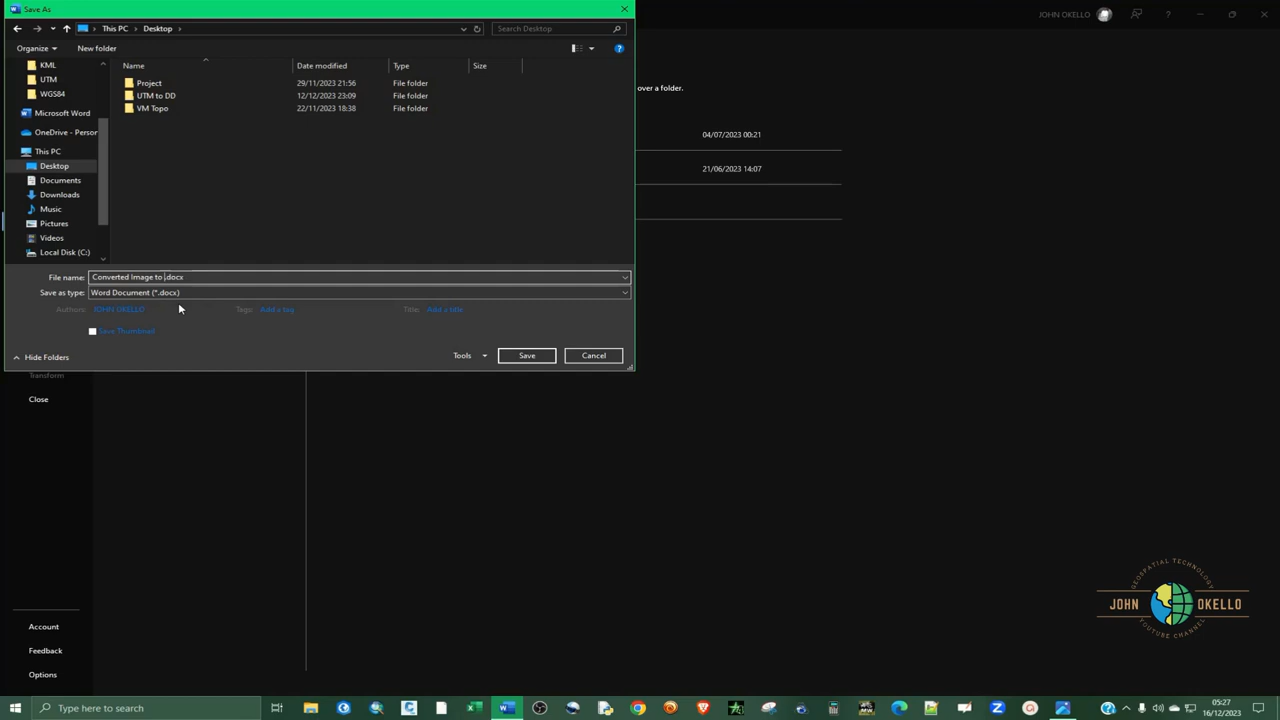 Save As
JOHN OKELLO
This PC
Desktop
Search Desktop
Organize
New folder
over a folder.
KML
UTM
WGS84
Microsoft Word
OneDrive - Person
This PC
Desktop
Documents
Downloads
Music
Pictures
Videos
Local Disk (C:)
Name Date modified Type Size
Project 29/11/2023 21:56 File folder
UTM to DD 12/12/2023 23:09 File folder
VM Topo 22/11/2023 18:38 File folder
04/07/2023 00:21
21/06/2023 14:07
File name: Converted Image to .docx
Save as type: Word Document (*.docx)
Authors: JOHN OKELLO Tags: Add a tag Title: Add a title
Save Thumbnail
Hide Folders
Tools
Save
Cancel
Transform
Close
Account
Feedback
Options
GEOSPATIAL TECHNOLOGY
JOHN OKELLO
YOUTUBE CHANNEL
Type here to search
05:27
16/12/2023